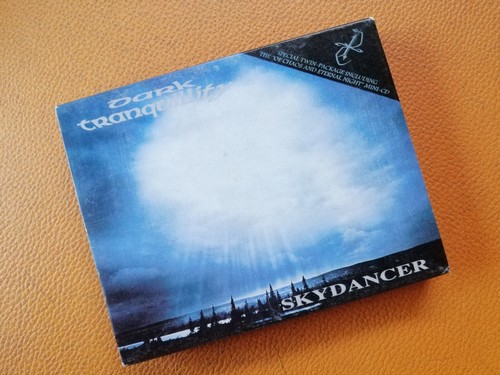 SPECIAL TWIN-PACKAGE INCLUDING
THE "OF CHAOS AND ETERNAL NIGHT" MINI-CD
DARK
TRANQUILLITY
SKYDANCER